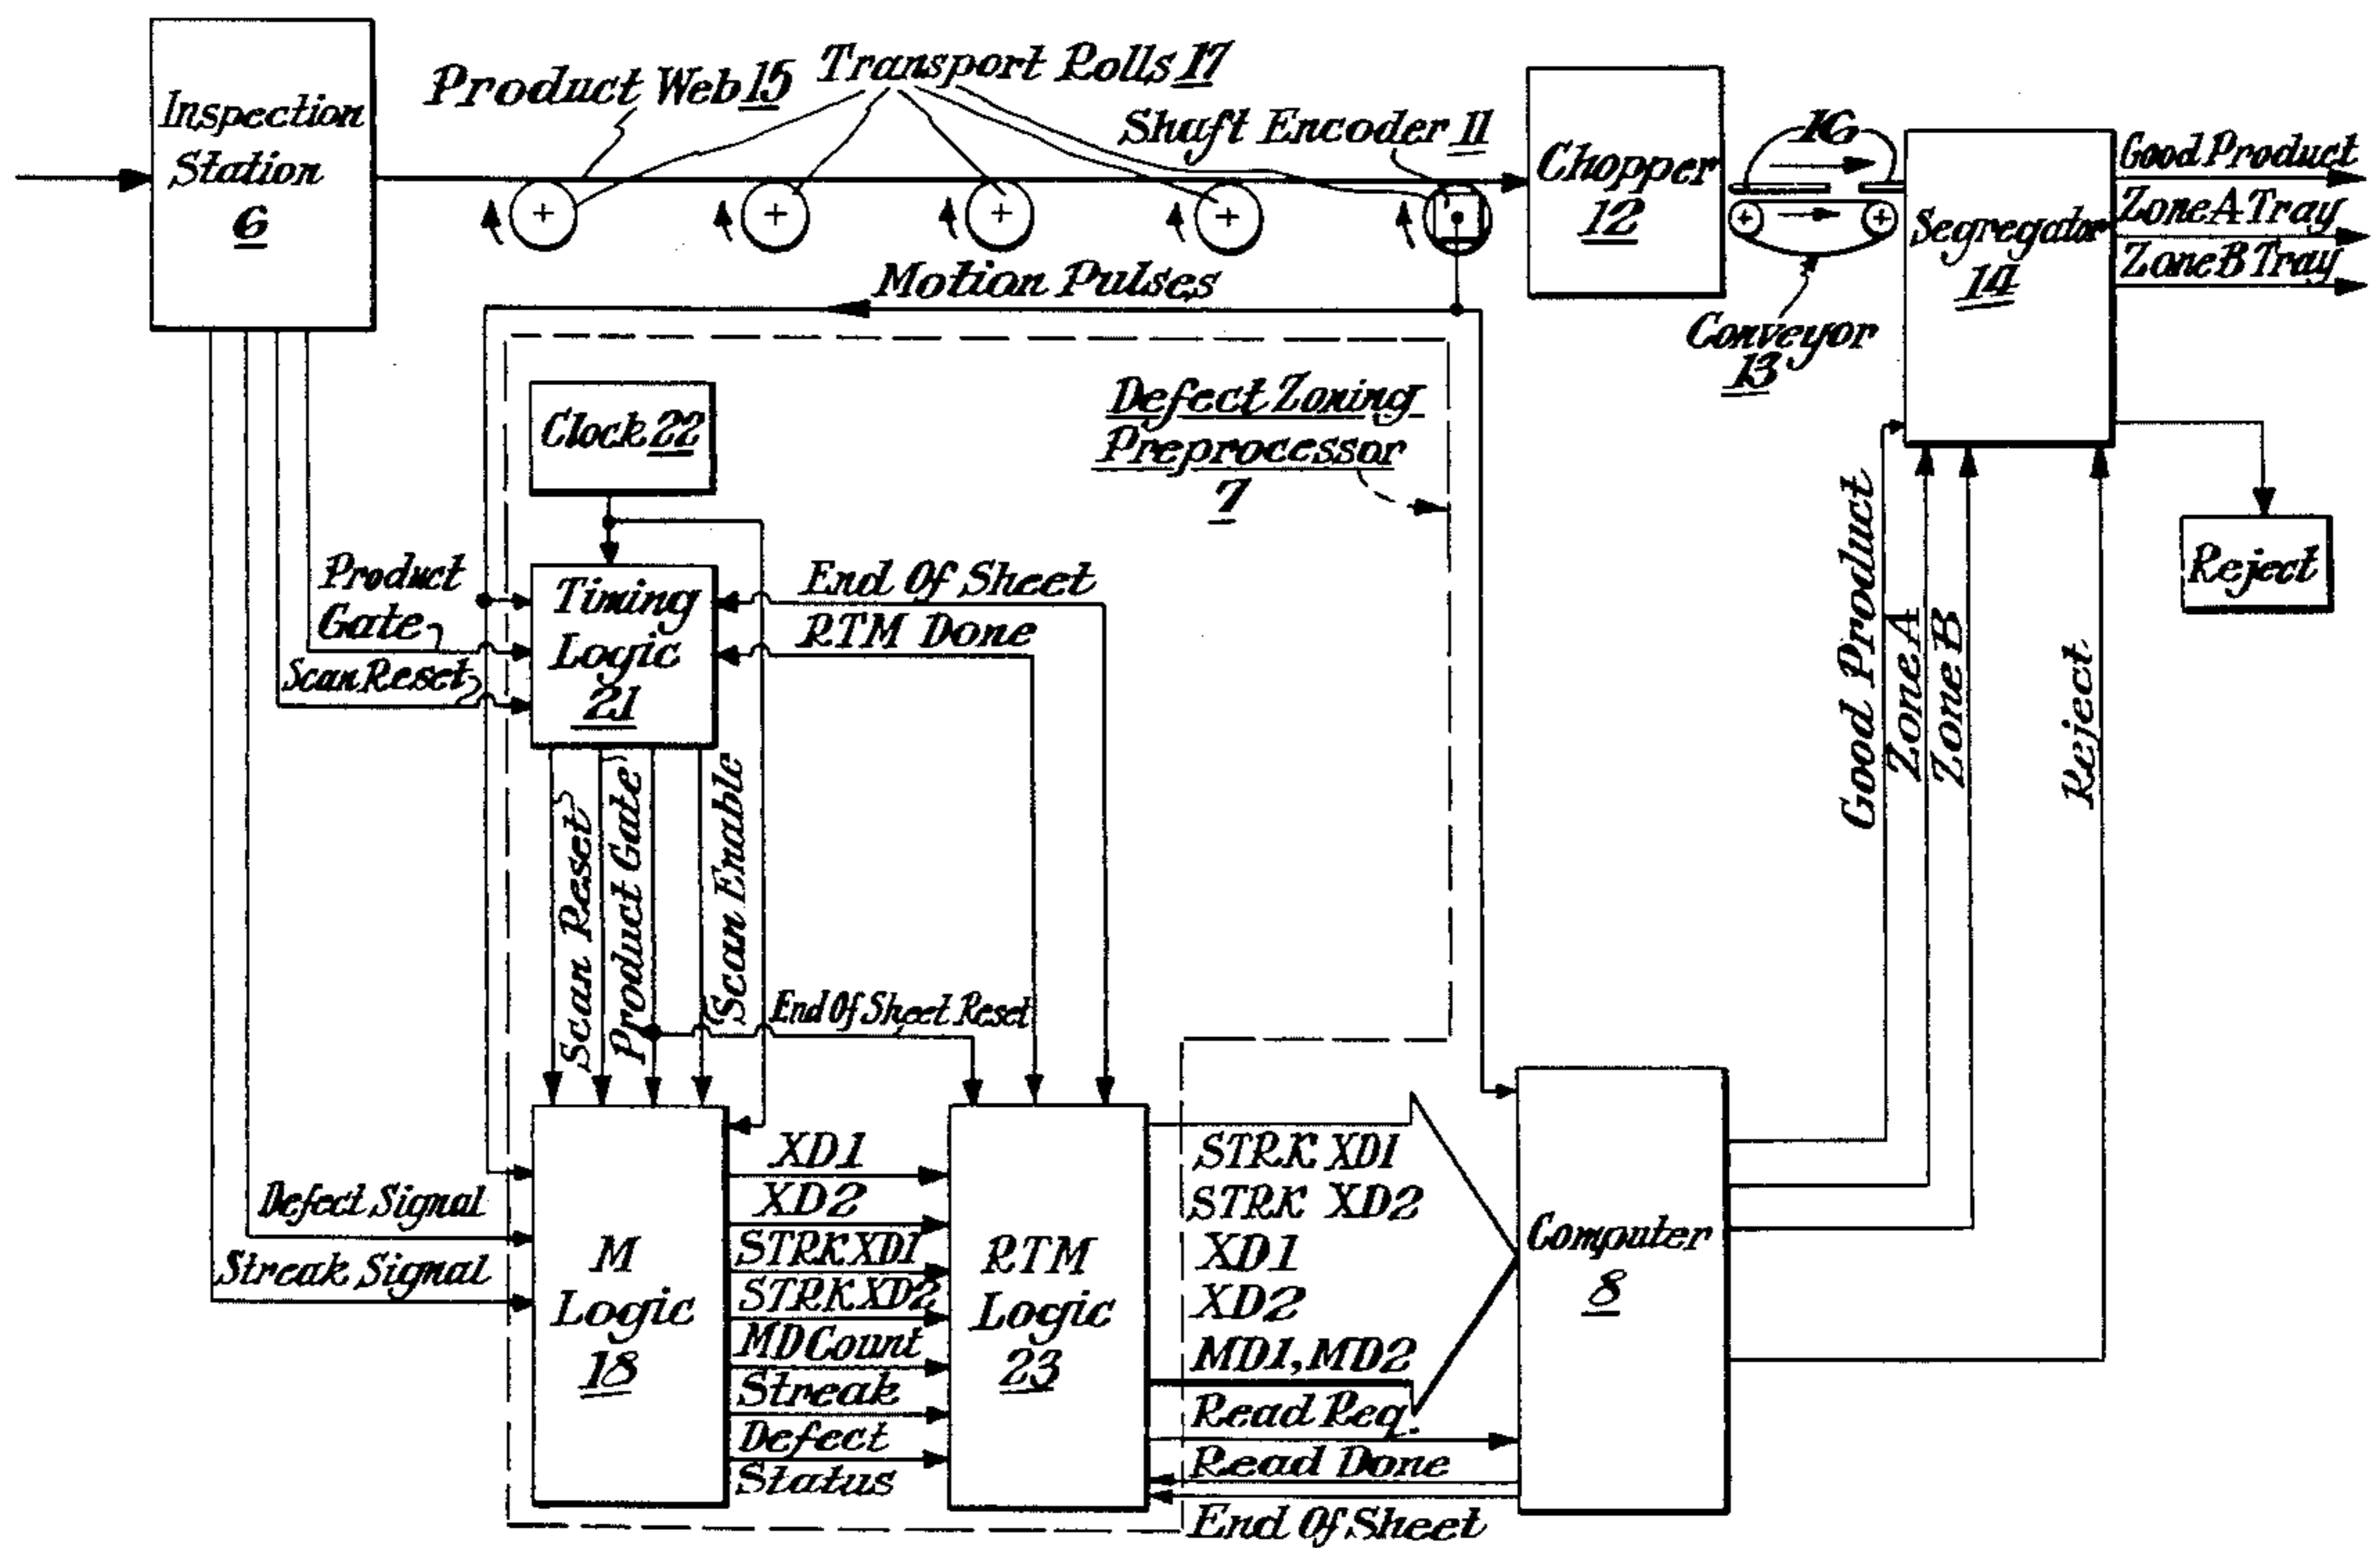 Inspection
Station
6
Product Web 15
Transport Rolls 17
Shaft Encoder 11
Chopper
12
16
Segregator
14
Good Product
Zone A Tray
Zone B Tray
Conveyor
13
Motion Pulses
Defect Zoning
Preprocessor
7
Clock 22
Timing
Logic
21
Product
Gate
Scan Reset
End Of Sheet
RTM Done
Reject
Good Product
Zone A
Zone B
Reject
Scan Reset
Product Gate
Scan Enable
End Of Sheet Reset
Defect Signal
Streak Signal
M
Logic
18
XD1
XD2
STRK XD1
STRK XD2
MD Count
Streak
Defect
Status
RTM
Logic
23
STRK XD1
STRK XD2
XD1
XD2
MD1, MD2
Read Req.
Read Done
End Of Sheet
Computer
8